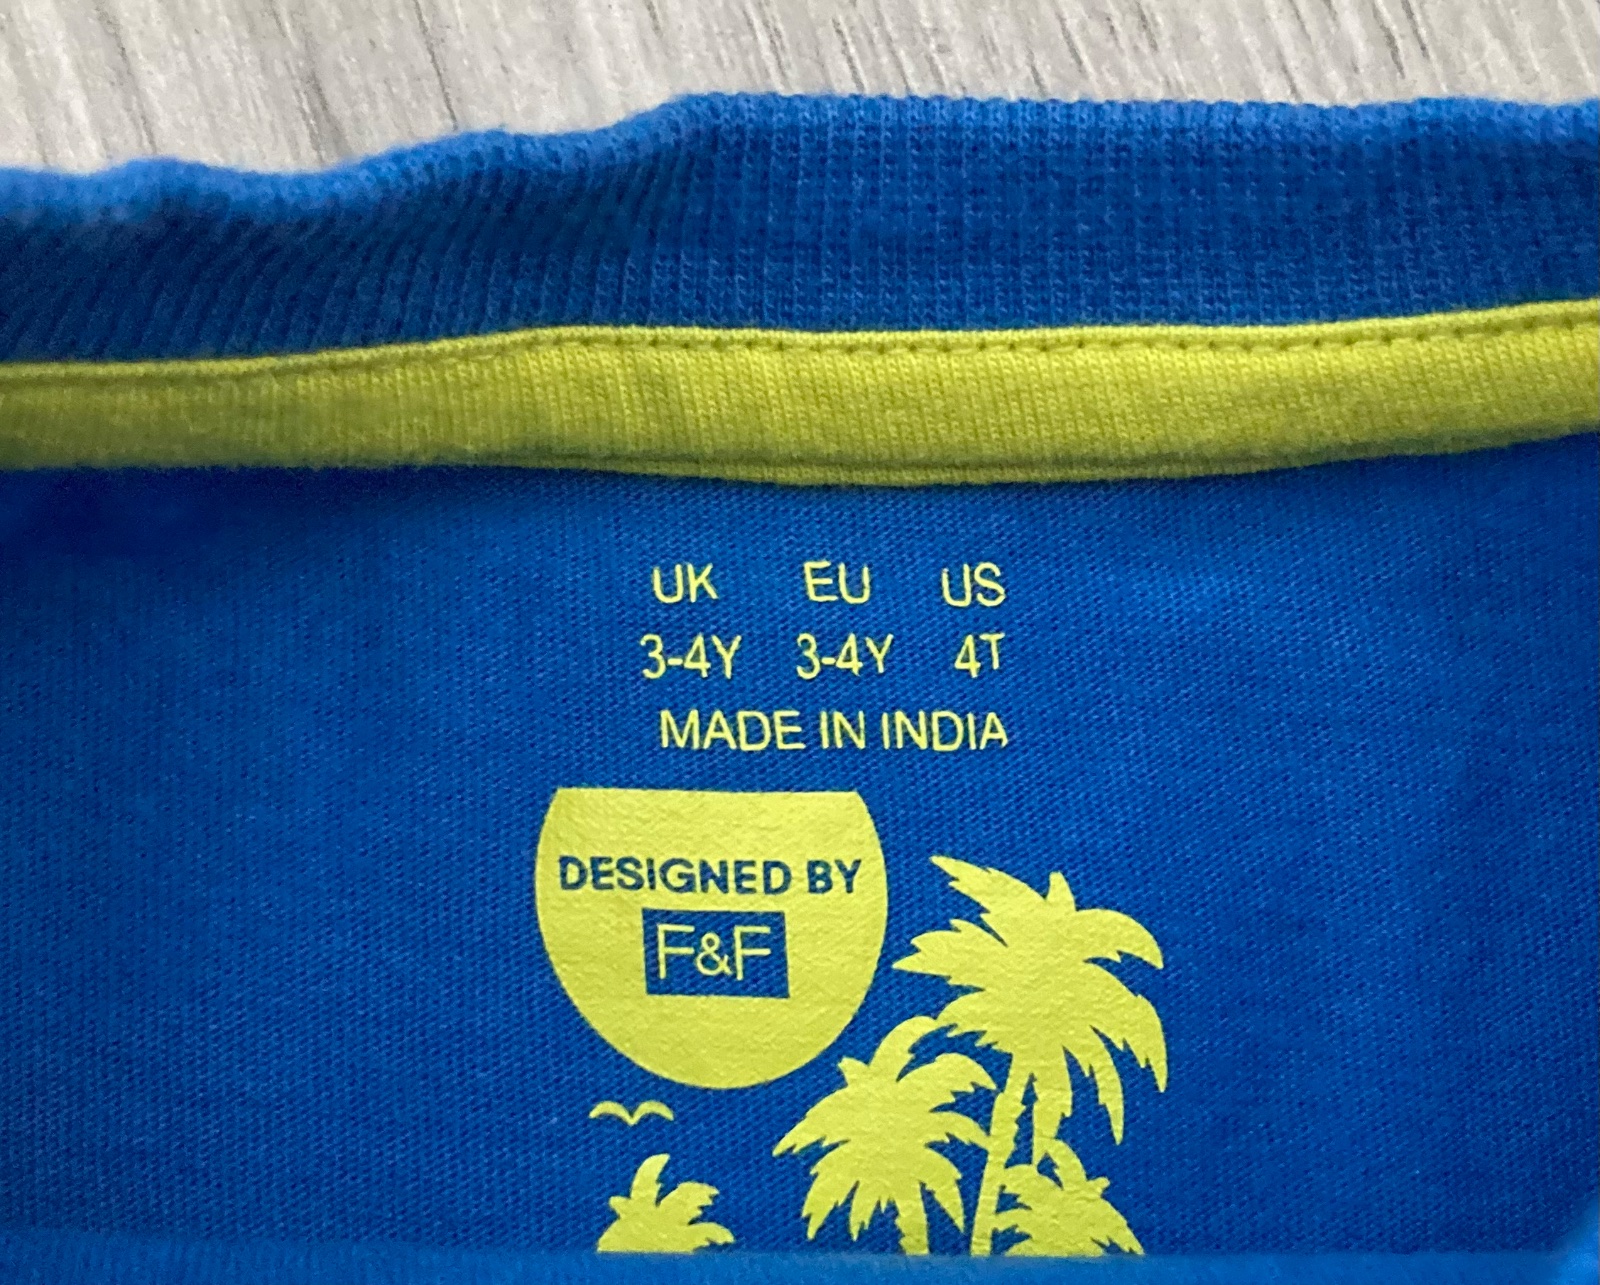 UK EU US
3-4Y 3-4Y 4T
MADE IN INDIA
DESIGNED BY
F&F